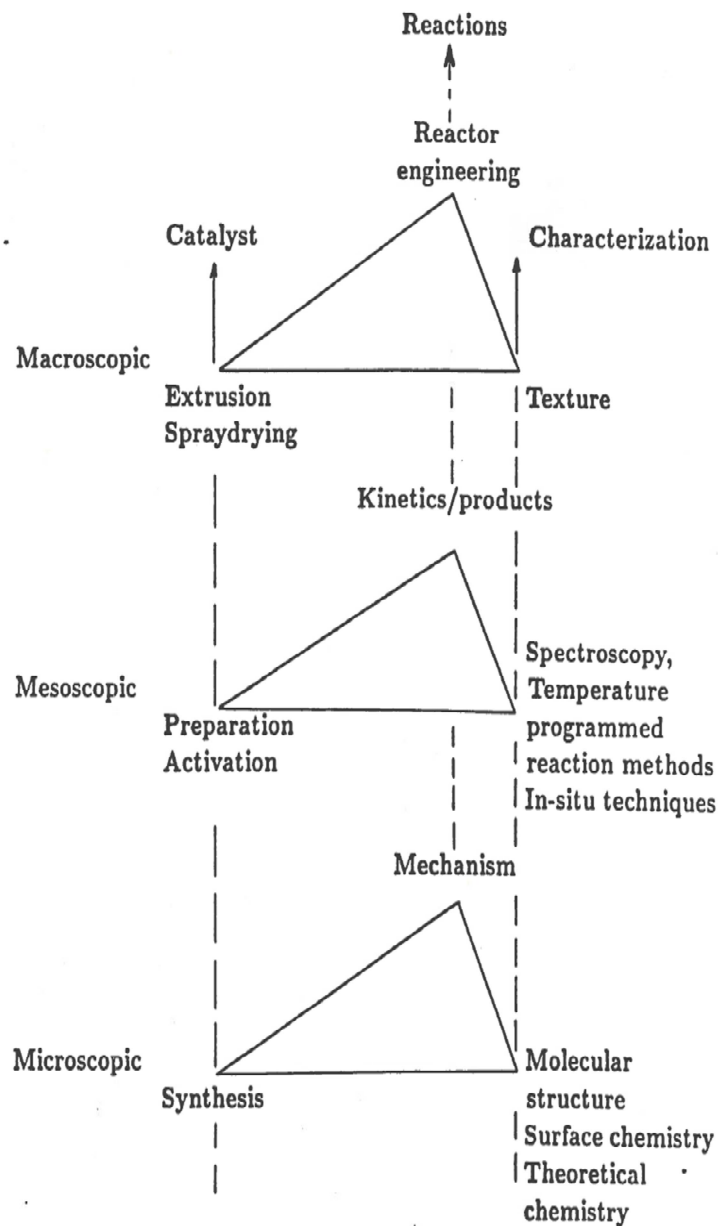 Reactions
Reactor
engineering
Catalyst
Characterization
Macroscopic
Extrusion
Spraydrying
Texture
Kinetics/products
Mesoscopic
Preparation
Activation
Spectroscopy,
Temperature
programmed
reaction methods
In-situ techniques
Mechanism
Microscopic
Synthesis
Molecular
structure
Surface chemistry
Theoretical
chemistry